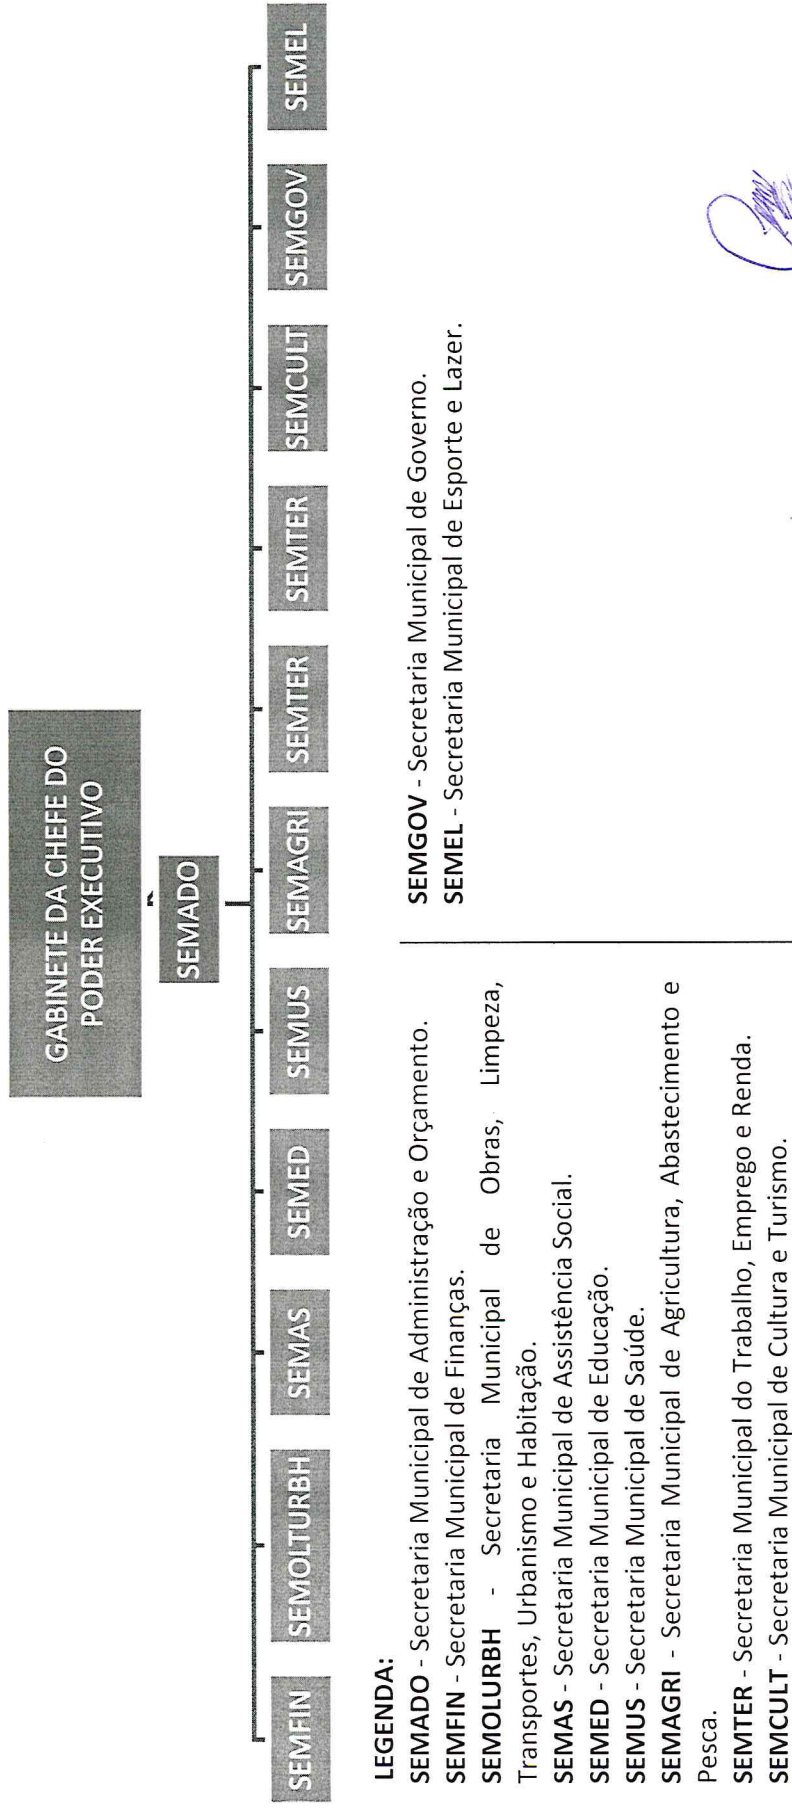 GABINETE DA CHEFE DO
PODER EXECUTIVO
SEMADO
SEMFIN
SEMOLTURBH
SEMAS
SEMED
SEMUS
SEMAGRI
SEMTER
SEMTER
SEMCULT
SEMGOV
SEMEL
LEGENDA:
SEMADO - Secretaria Municipal de Administração e Orçamento.
SEMFIN - Secretaria Municipal de Finanças.
SEMOLURBH - Secretaria Municipal de Obras, Limpeza,
Transportes, Urbanismo e Habitação.
SEMAS - Secretaria Municipal de Assistência Social.
SEMED - Secretaria Municipal de Educação.
SEMUS - Secretaria Municipal de Saúde.
SEMAGRI - Secretaria Municipal de Agricultura, Abastecimento e
Pesca.
SEMTER - Secretaria Municipal do Trabalho, Emprego e Renda.
SEMCULT - Secretaria Municipal de Cultura e Turismo.
SEMGOV - Secretaria Municipal de Governo.
SEMEL - Secretaria Municipal de Esporte e Lazer.